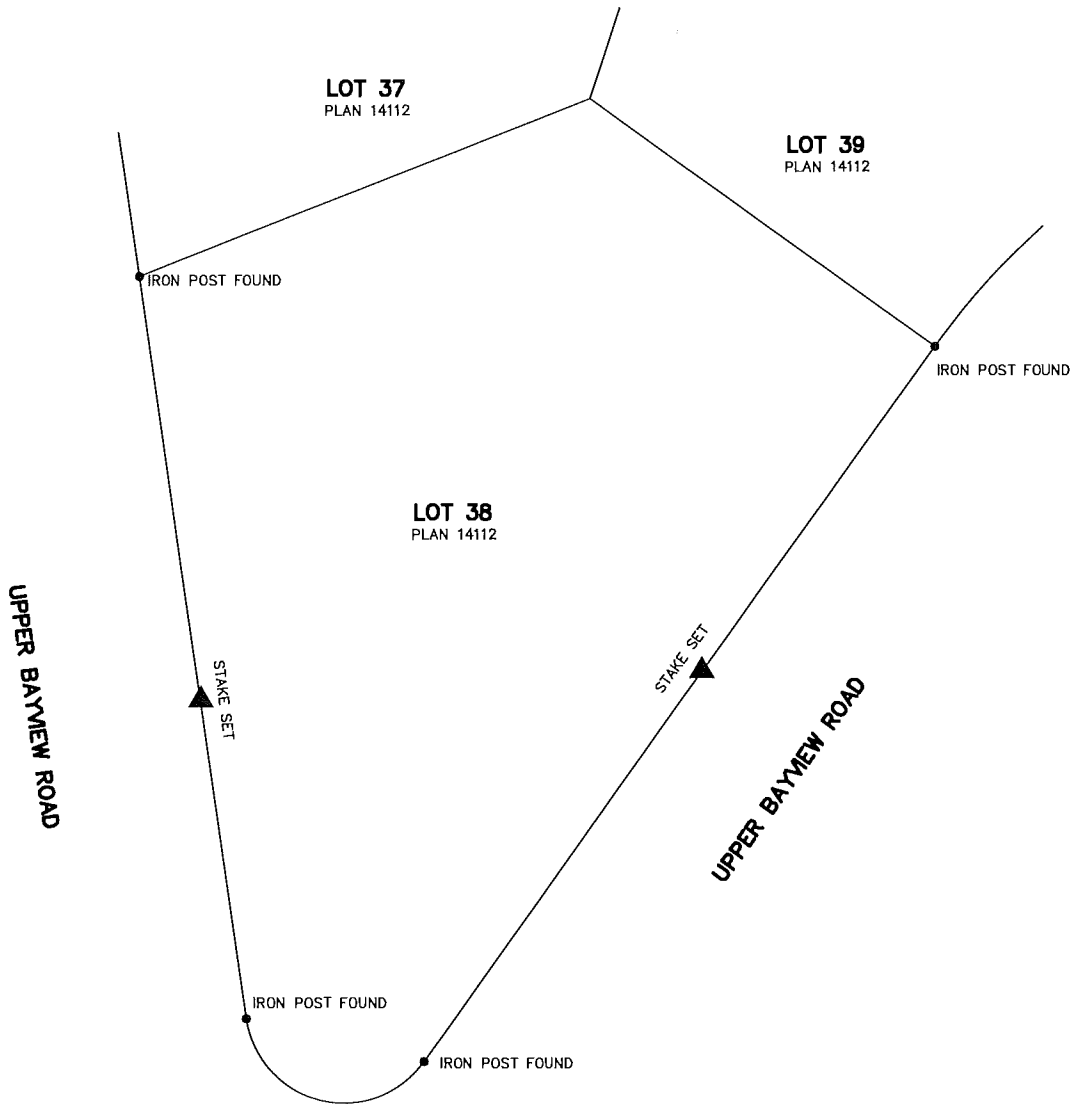 LOT 37
PLAN 14112
LOT 39
PLAN 14112
IRON POST FOUND
IRON POST FOUND
LOT 38
PLAN 14112
UPPER BAYVIEW ROAD
STAKE SET
STAKE SET
UPPER BAYVIEW ROAD
IRON POST FOUND
IRON POST FOUND